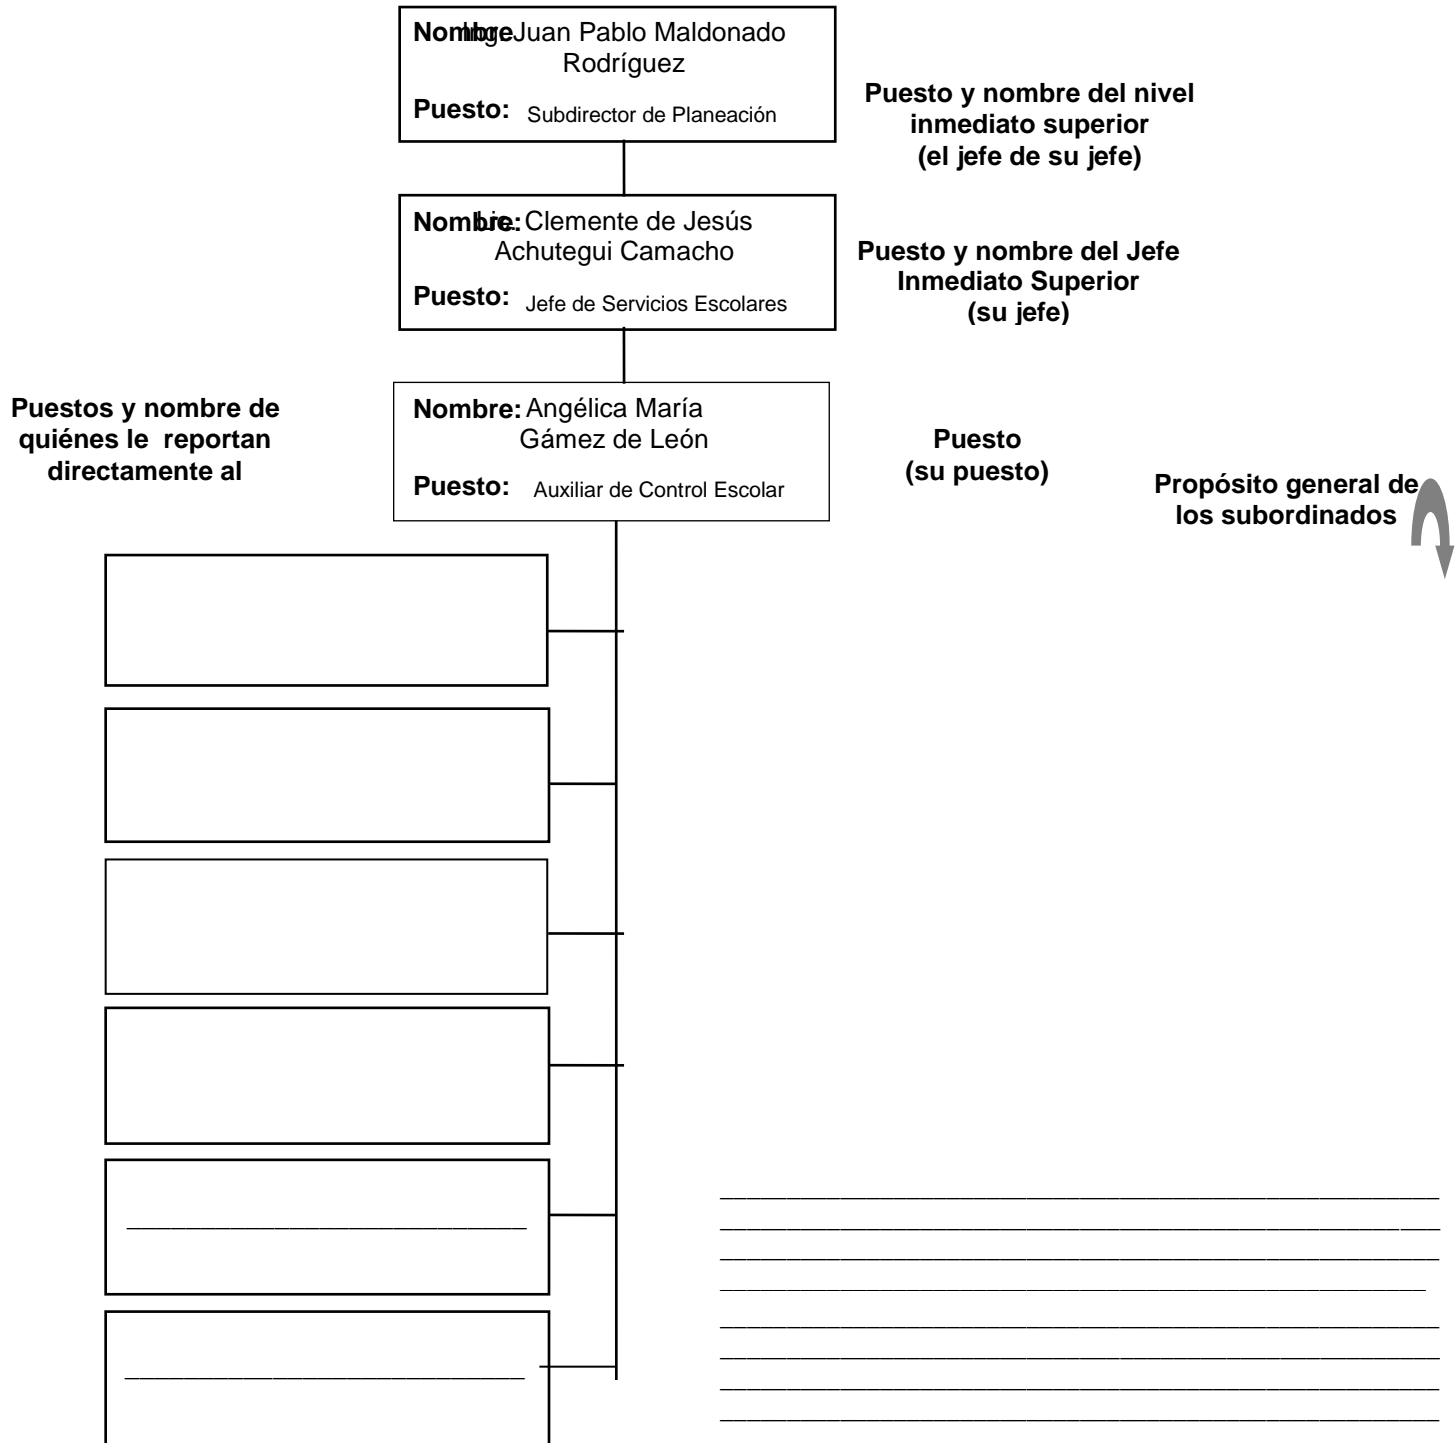 Nombre Ing. Juan Pablo Maldonado
Rodríguez
Puesto: Subdirector de Planeación
Puesto y nombre del nivel
inmediato superior
(el jefe de su jefe)
Nombre: Lic. Clemente de Jesús
Achutegui Camacho
Puesto: Jefe de Servicios Escolares
Puesto y nombre del Jefe
Inmediato Superior
(su jefe)
Puestos y nombre de
quiénes le reportan
directamente al
Nombre: Angélica María
Gámez de León
Puesto: Auxiliar de Control Escolar
Puesto
(su puesto)
Propósito general de
los subordinados